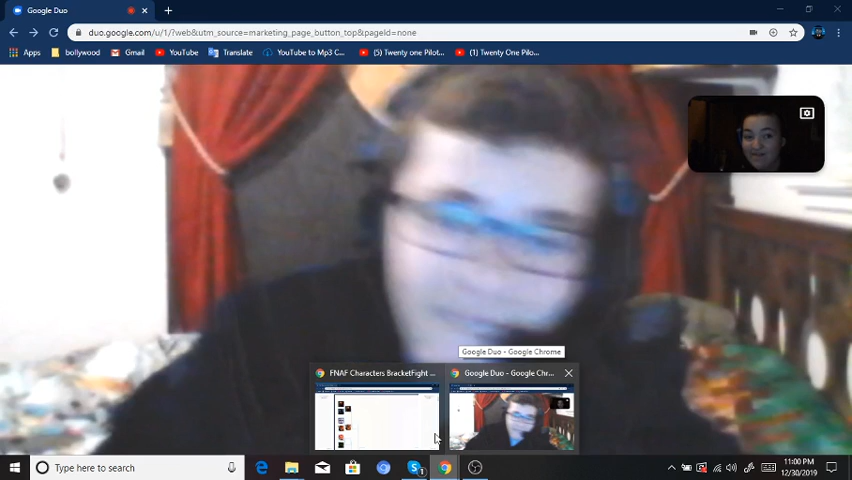 Google Duo
duo.google.com/u/1/?web&utm_source=marketing_page_button_top&pageId=none
Apps bollywood Gmail YouTube Translate YouTube to Mp3 C... (5) Twenty one Pilot... (1) Twenty One Pilo...
Google Duo - Google Chrome
FNAF Characters BracketFight ... Google Duo - Google Chr...
Type here to search
11:00 PM
12/30/2019